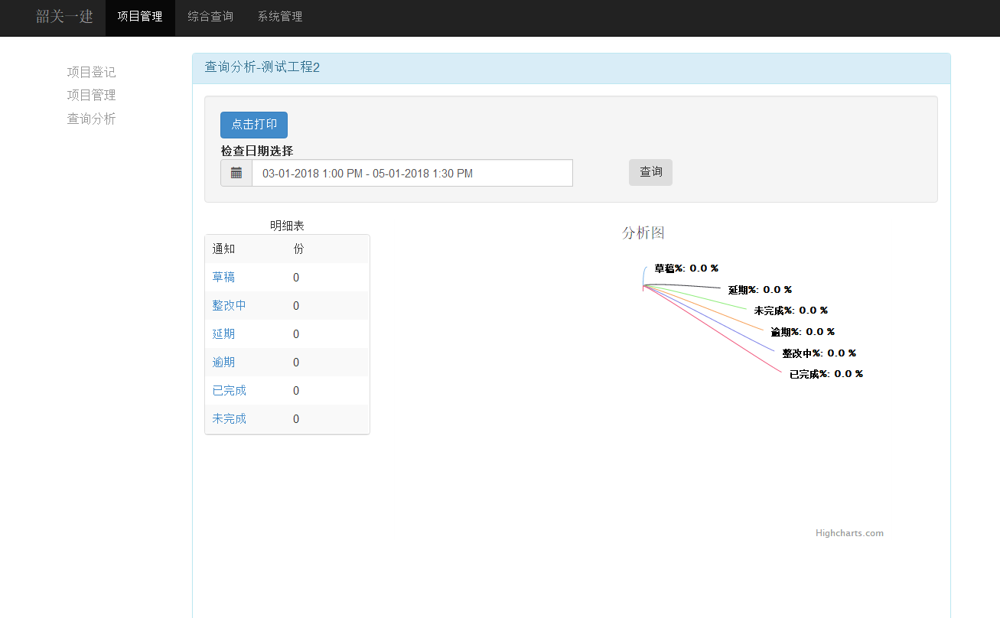 韶关一建 项目管理 综合查询 系统管理
项目登记
项目管理
查询分析
查询分析-测试工程2
点击打印
检查日期选择
03-01-2018 1:00 PM - 05-01-2018 1:30 PM 查询
明细表
通知 份
草稿 0
整改中 0
延期 0
逾期 0
已完成 0
未完成 0
分析图
草稿%: 0.0 %
延期%: 0.0 %
未完成%: 0.0 %
逾期%: 0.0 %
整改中%: 0.0 %
已完成%: 0.0 %
Highcharts.com